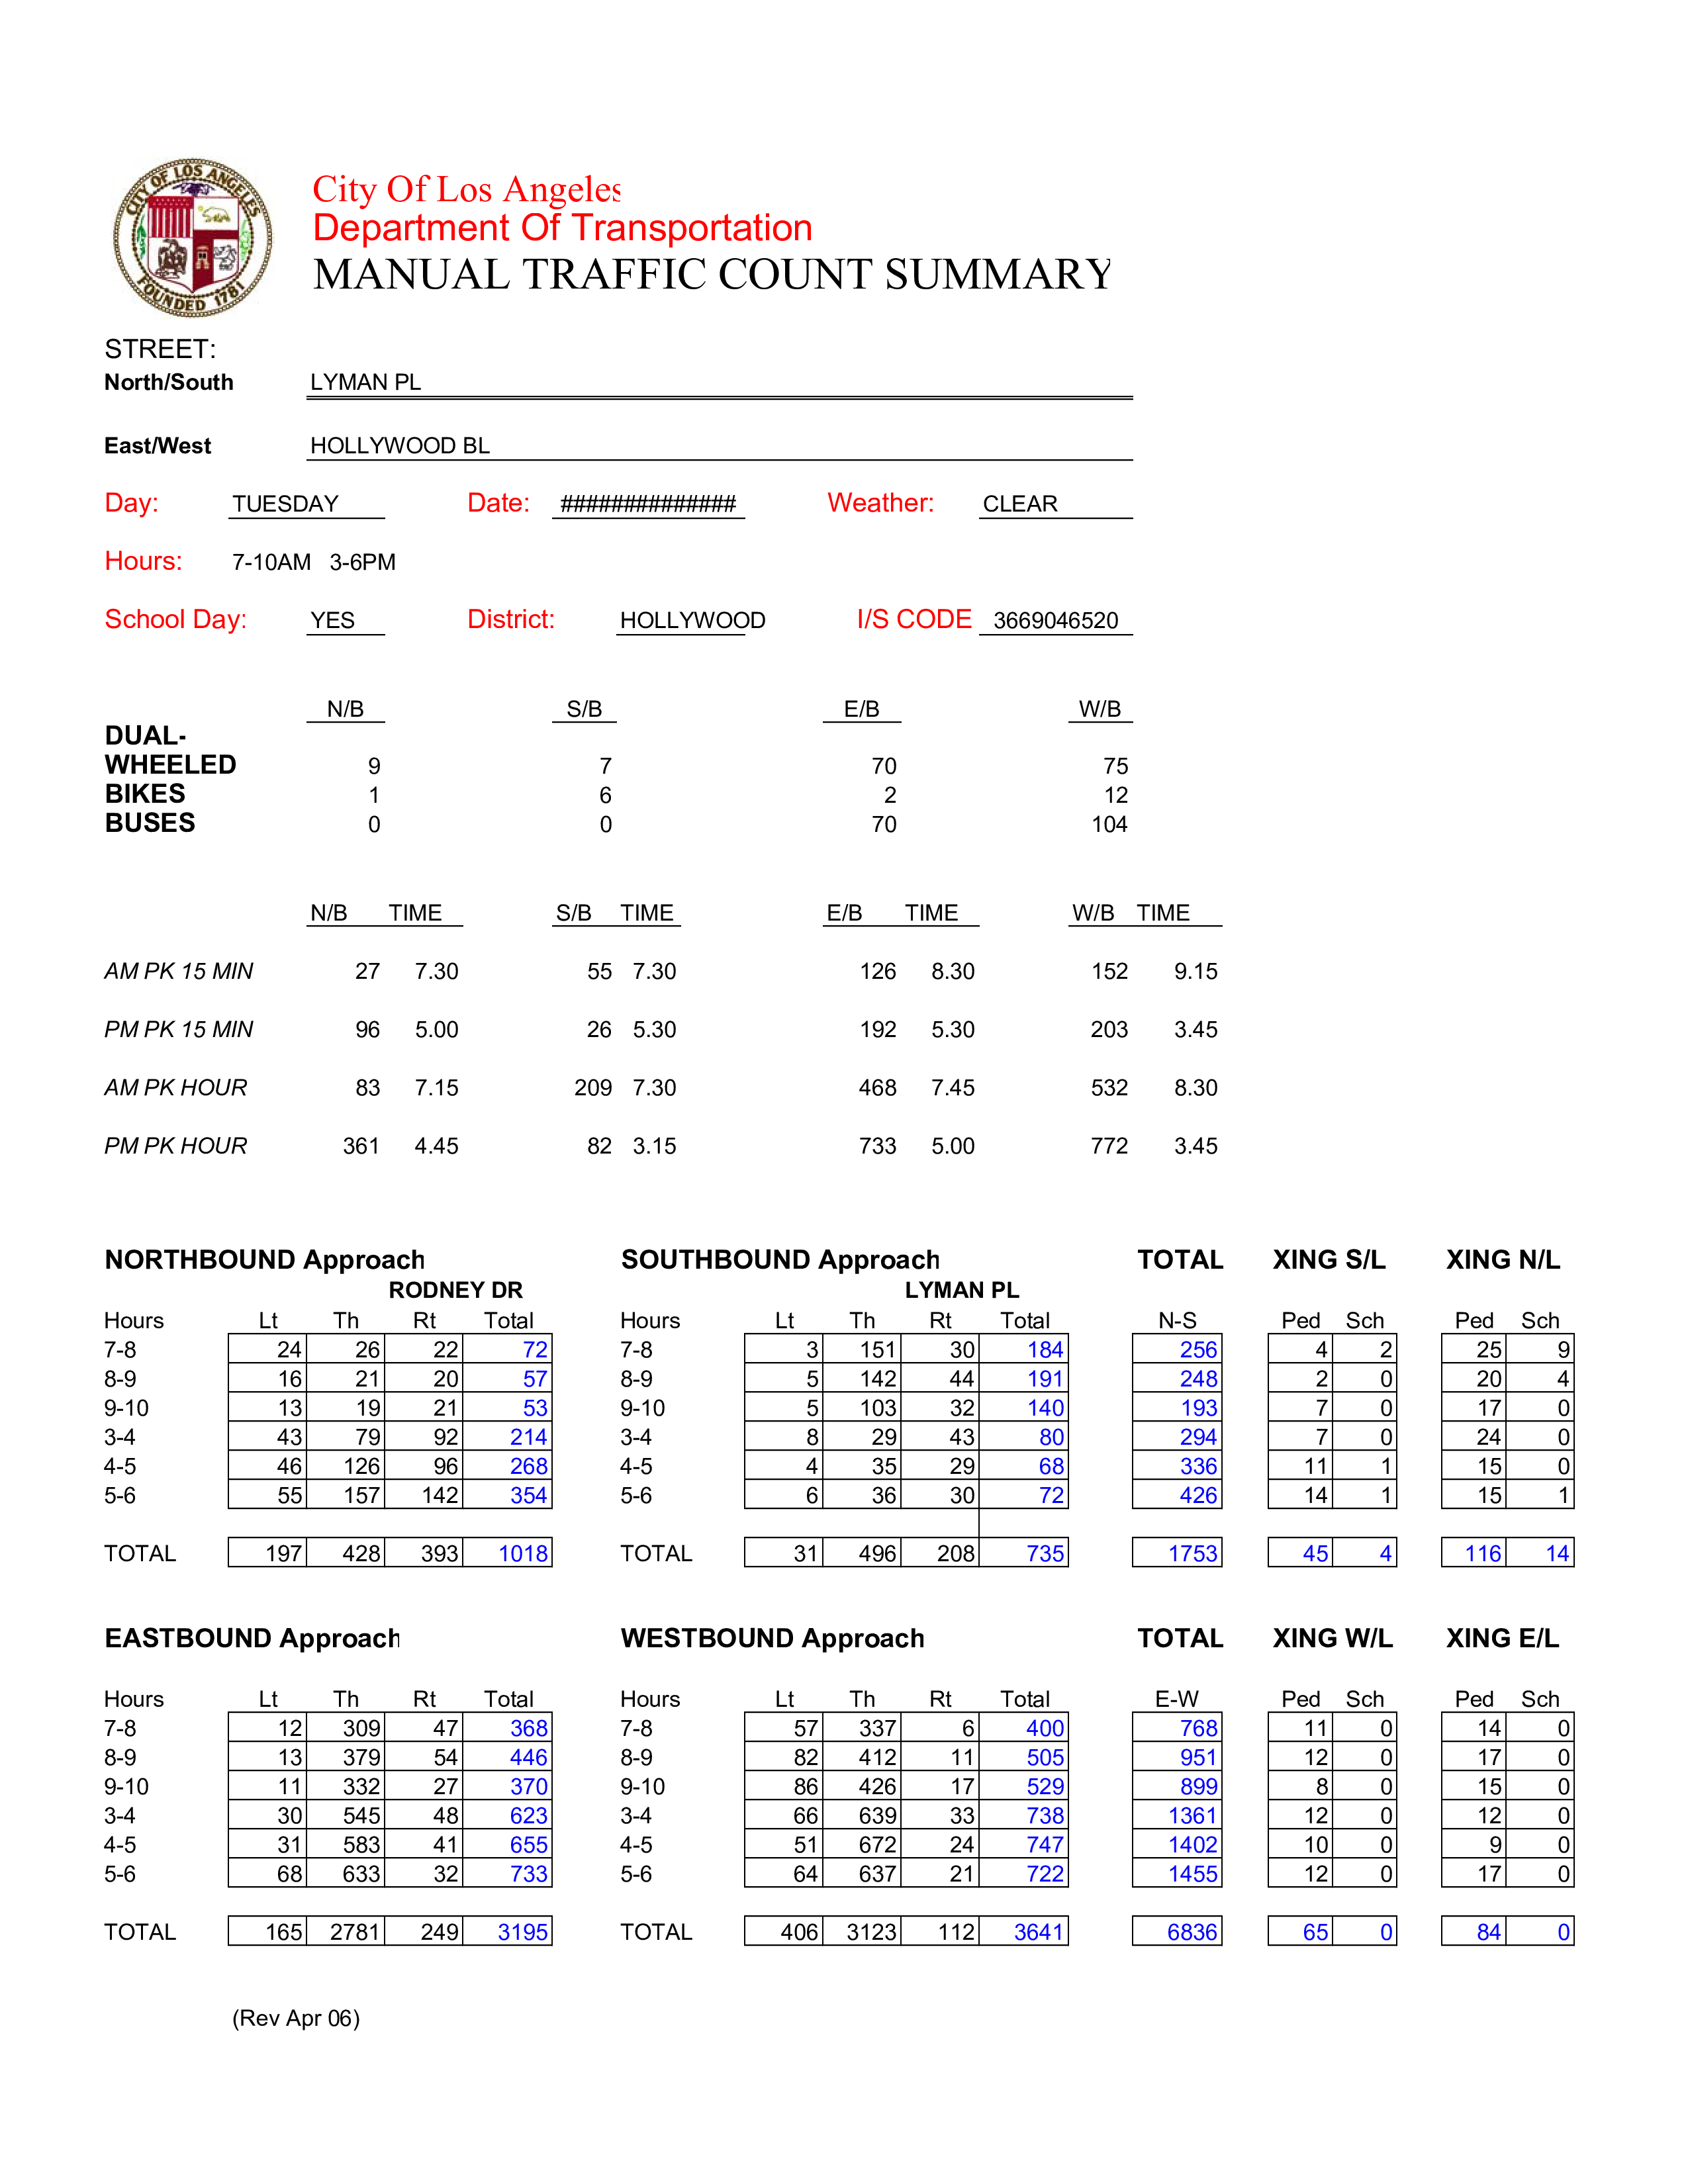 CITY OF LOS ANGELES
FOUNDED 1781
City Of Los Angeles
Department Of Transportation
MANUAL TRAFFIC COUNT SUMMARY
STREET:
North/South LYMAN PL
East/West HOLLYWOOD BL
Day: TUESDAY Date: ############## Weather: CLEAR
Hours: 7-10AM 3-6PM
School Day: YES District: HOLLYWOOD I/S CODE 3669046520
N/B S/B E/B W/B
DUAL-
WHEELED 9 7 70 75
BIKES 1 6 2 12
BUSES 0 0 70 104
N/B TIME S/B TIME E/B TIME W/B TIME
AM PK 15 MIN 27 7.30 55 7.30 126 8.30 152 9.15
PM PK 15 MIN 96 5.00 26 5.30 192 5.30 203 3.45
AM PK HOUR 83 7.15 209 7.30 468 7.45 532 8.30
PM PK HOUR 361 4.45 82 3.15 733 5.00 772 3.45
NORTHBOUND Approach SOUTHBOUND Approach TOTAL XING S/L XING N/L
RODNEY DR LYMAN PL
Hours Lt Th Rt Total Hours Lt Th Rt Total N-S Ped Sch Ped Sch
7-8 24 26 22 72 7-8 3 151 30 184 256 4 2 25 9
8-9 16 21 20 57 8-9 5 142 44 191 248 2 0 20 4
9-10 13 19 21 53 9-10 5 103 32 140 193 7 0 17 0
3-4 43 79 92 214 3-4 8 29 43 80 294 7 0 24 0
4-5 46 126 96 268 4-5 4 35 29 68 336 11 1 15 0
5-6 55 157 142 354 5-6 6 36 30 72 426 14 1 15 1
TOTAL 197 428 393 1018 TOTAL 31 496 208 735 1753 45 4 116 14
EASTBOUND Approach WESTBOUND Approach TOTAL XING W/L XING E/L
Hours Lt Th Rt Total Hours Lt Th Rt Total E-W Ped Sch Ped Sch
7-8 12 309 47 368 7-8 57 337 6 400 768 11 0 14 0
8-9 13 379 54 446 8-9 82 412 11 505 951 12 0 17 0
9-10 11 332 27 370 9-10 86 426 17 529 899 8 0 15 0
3-4 30 545 48 623 3-4 66 639 33 738 1361 12 0 12 0
4-5 31 583 41 655 4-5 51 672 24 747 1402 10 0 9 0
5-6 68 633 32 733 5-6 64 637 21 722 1455 12 0 17 0
TOTAL 165 2781 249 3195 TOTAL 406 3123 112 3641 6836 65 0 84 0
(Rev Apr 06)